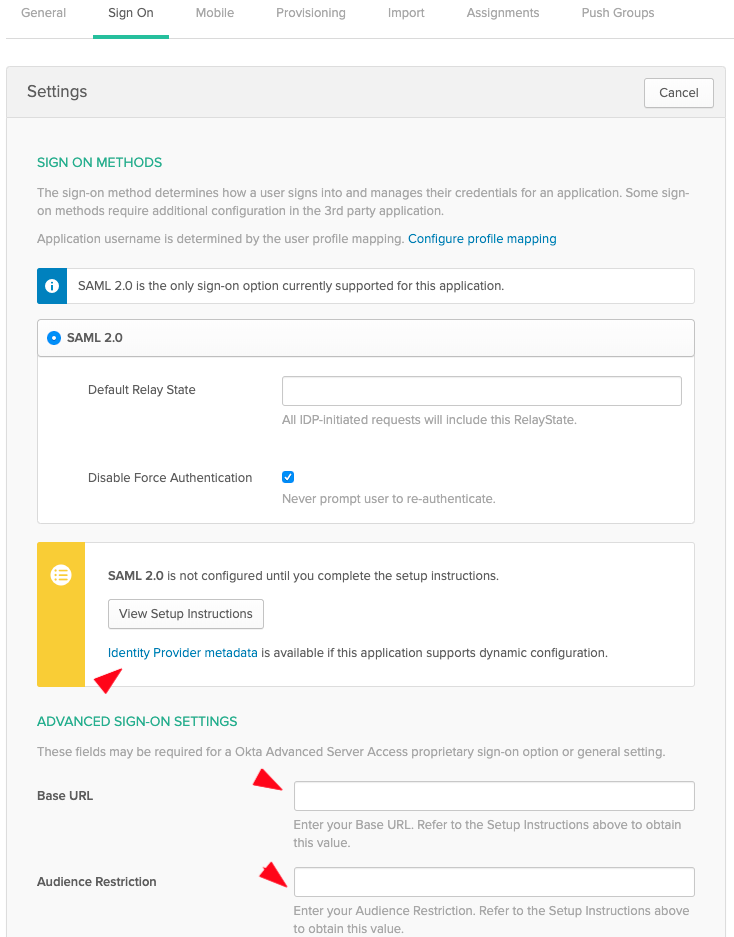 General Sign On Mobile Provisioning Import Assignments Push Groups
Settings
Cancel
SIGN ON METHODS
The sign-on method determines how a user signs into and manages their credentials for an application. Some sign-
on methods require additional configuration in the 3rd party application.
Application username is determined by the user profile mapping. Configure profile mapping
SAML 2.0 is the only sign-on option currently supported for this application.
SAML 2.0
Default Relay State
All IDP-initiated requests will include this RelayState.
Disable Force Authentication
Never prompt user to re-authenticate.
SAML 2.0 is not configured until you complete the setup instructions.
View Setup Instructions
Identity Provider metadata is available if this application supports dynamic configuration.
ADVANCED SIGN-ON SETTINGS
These fields may be required for a Okta Advanced Server Access proprietary sign-on option or general setting.
Base URL
Enter your Base URL. Refer to the Setup Instructions above to obtain
this value.
Audience Restriction
Enter your Audience Restriction. Refer to the Setup Instructions above
to obtain this value.